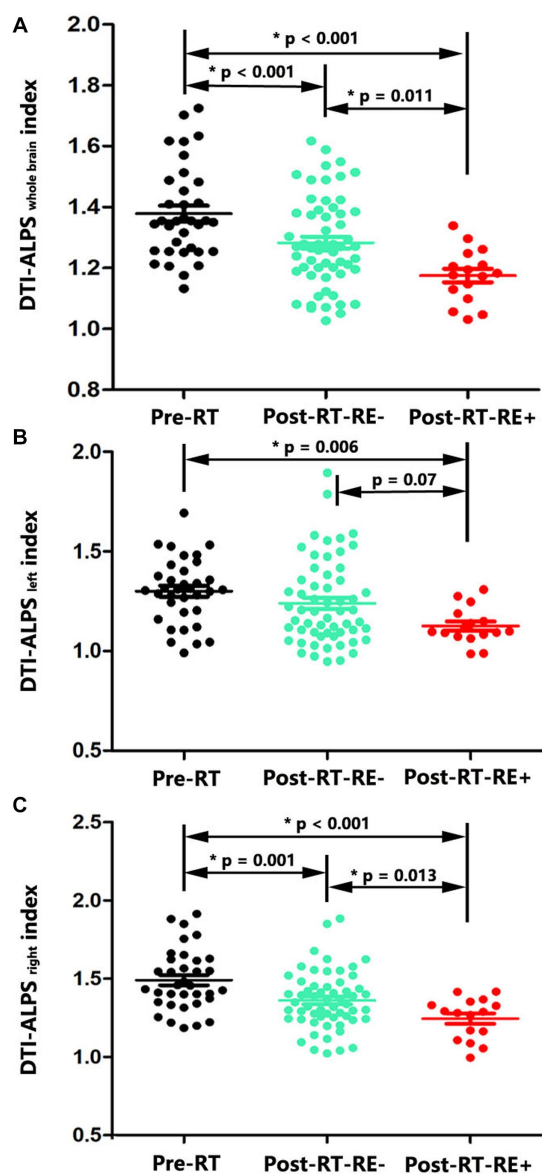 A
2.0
* p < 0.001
* p < 0.001
* p = 0.011
1.8
1.6
1.4
1.2
1.0
0.8
DTI-ALPS whole brain index
Pre-RT Post-RT-RE- Post-RT-RE+
B
2.0
* p = 0.006
p = 0.07
1.5
1.0
0.5
DTI-ALPS left index
Pre-RT Post-RT-RE- Post-RT-RE+
C
2.5
* p < 0.001
* p = 0.001
* p = 0.013
2.0
1.5
1.0
0.5
DTI-ALPS right index
Pre-RT Post-RT-RE- Post-RT-RE+